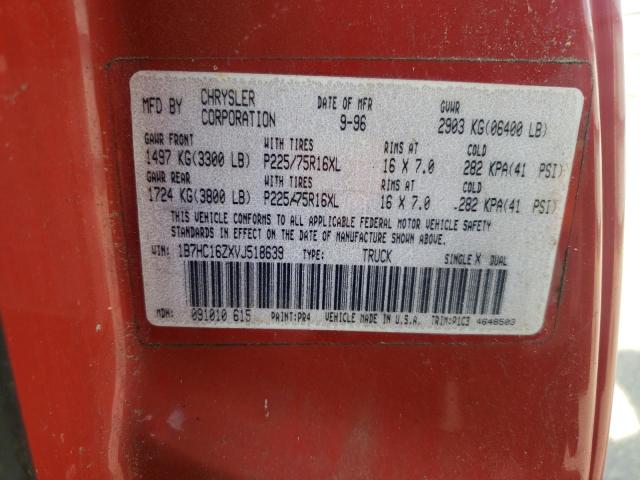 MFD BY CHRYSLER CORPORATION DATE OF MFR 9-96 GVWR 2903 KG(06400 LB)
GAWR FRONT WITH TIRES RIMS AT COLD
1497 KG(3300 LB) P225/75R16XL 16 X 7.0 282 KPA(41 PSI)
GAWR REAR WITH TIRES RIMS AT COLD
1724 KG(3800 LB) P225/75R16XL 16 X 7.0 282 KPA(41 PSI)
THIS VEHICLE CONFORMS TO ALL APPLICABLE FEDERAL MOTOR VEHICLE SAFETY
STANDARDS IN EFFECT ON THE DATE OF MANUFACTURE SHOWN ABOVE.
VIN: 1B7HC16ZXVJ518639 TYPE: TRUCK SINGLE X DUAL
MDH: 091010 615 PAINT:PR4 VEHICLE MADE IN U.S.A. TRIM:P1C3 4648503